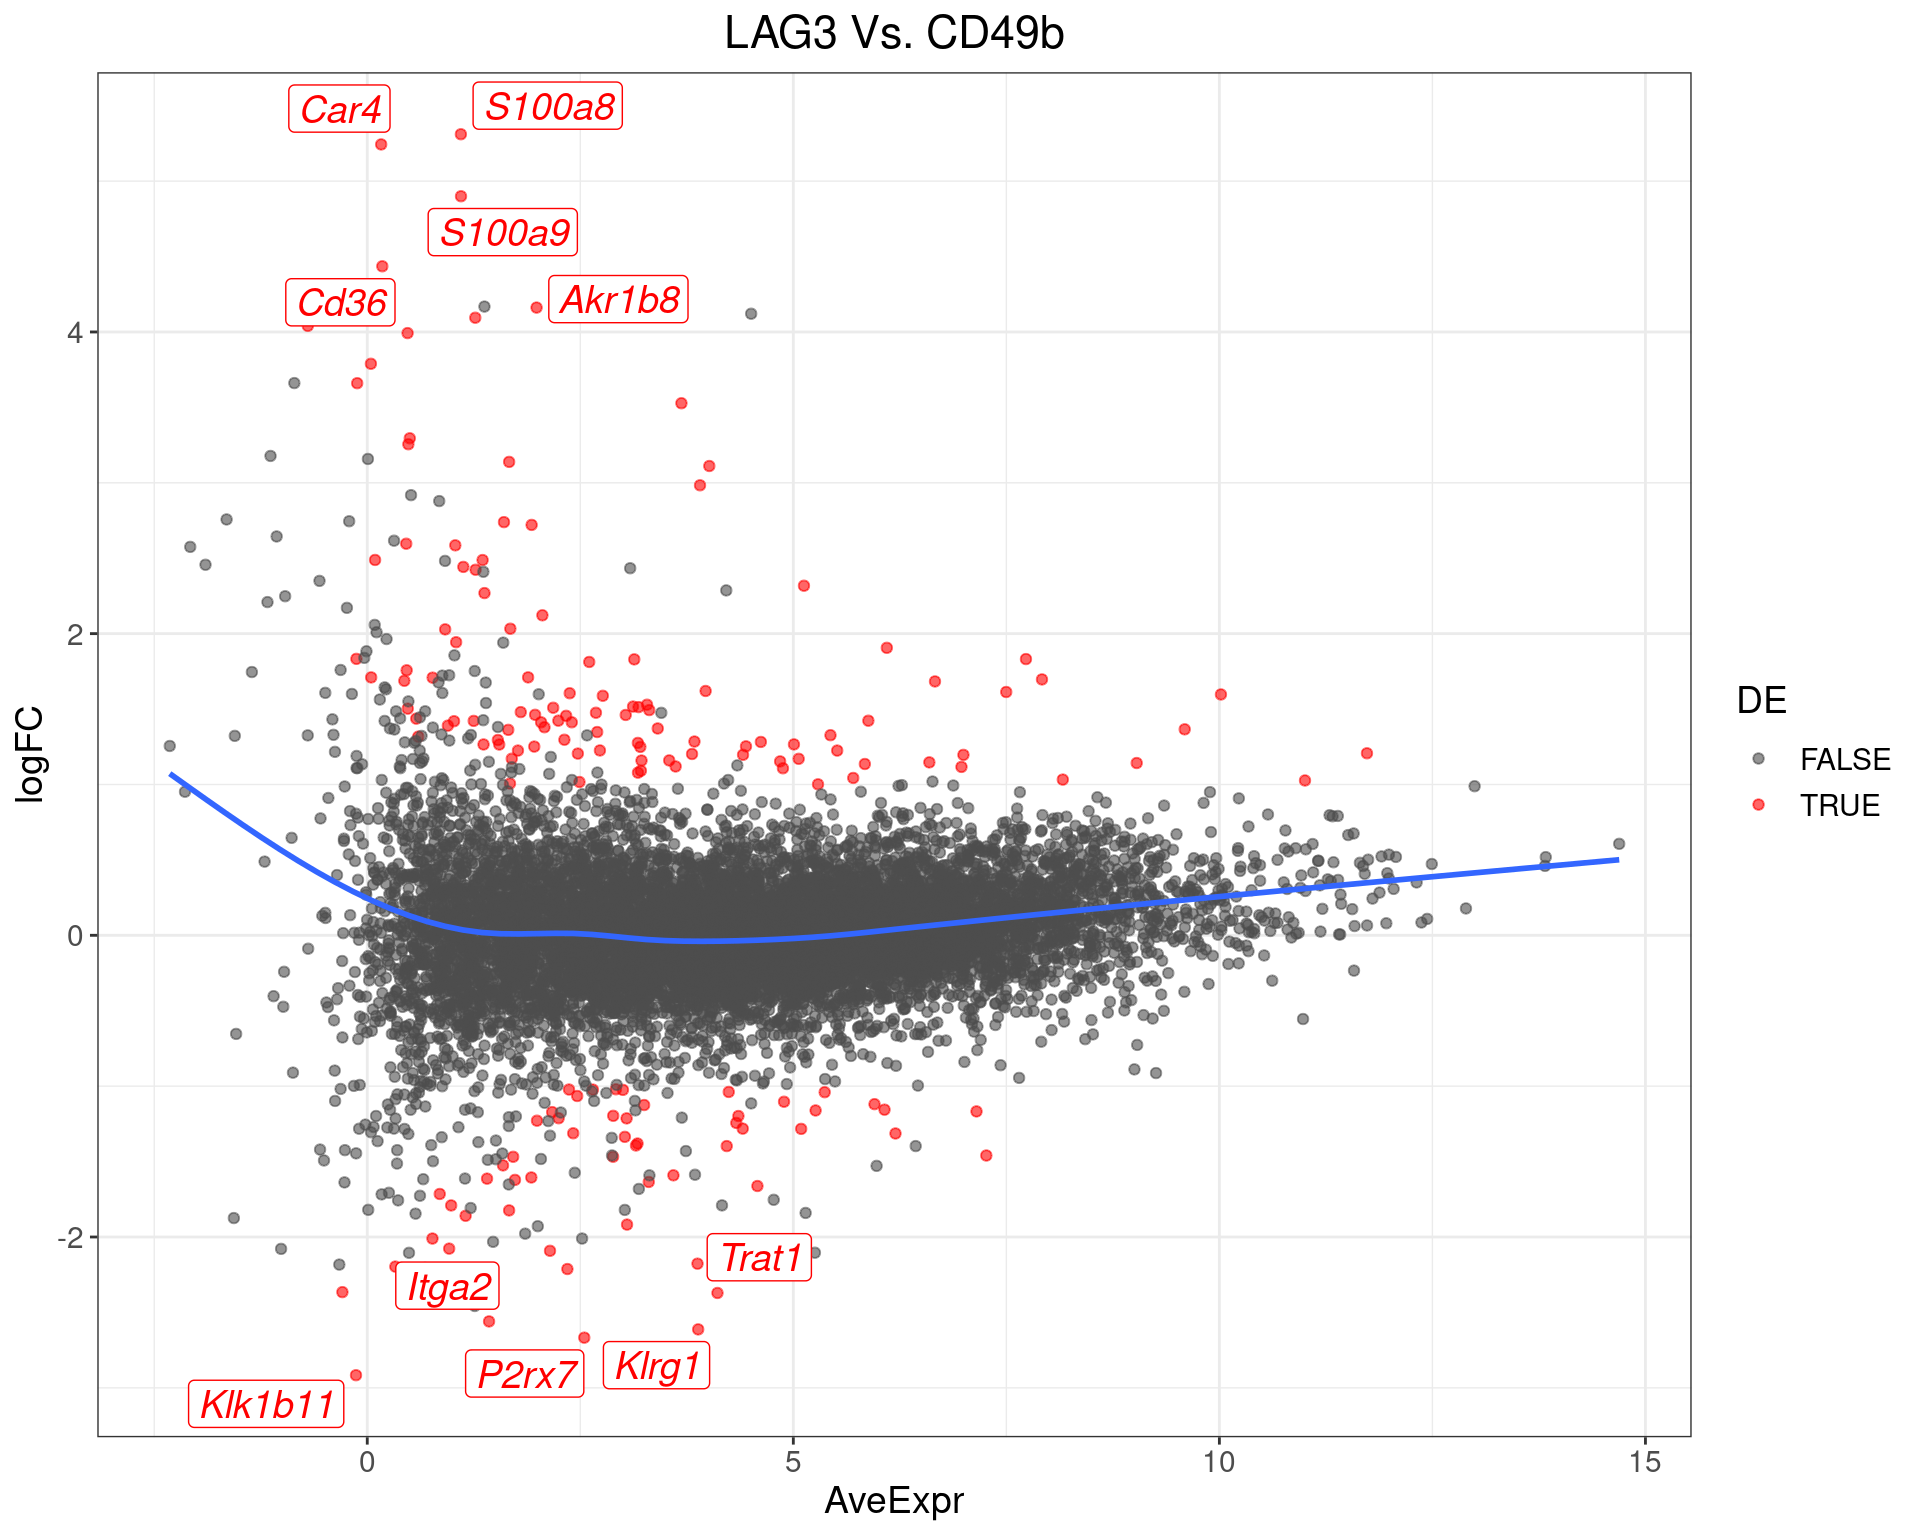 LAG3 Vs. CD49b
Car4
S100a8
S100a9
Cd36
Akr1b8
Trat1
Itga2
P2rx7
Klrg1
Klk1b11
logFC
4
2
0
-2
0
5
10
15
AveExpr
DE
FALSE
TRUE